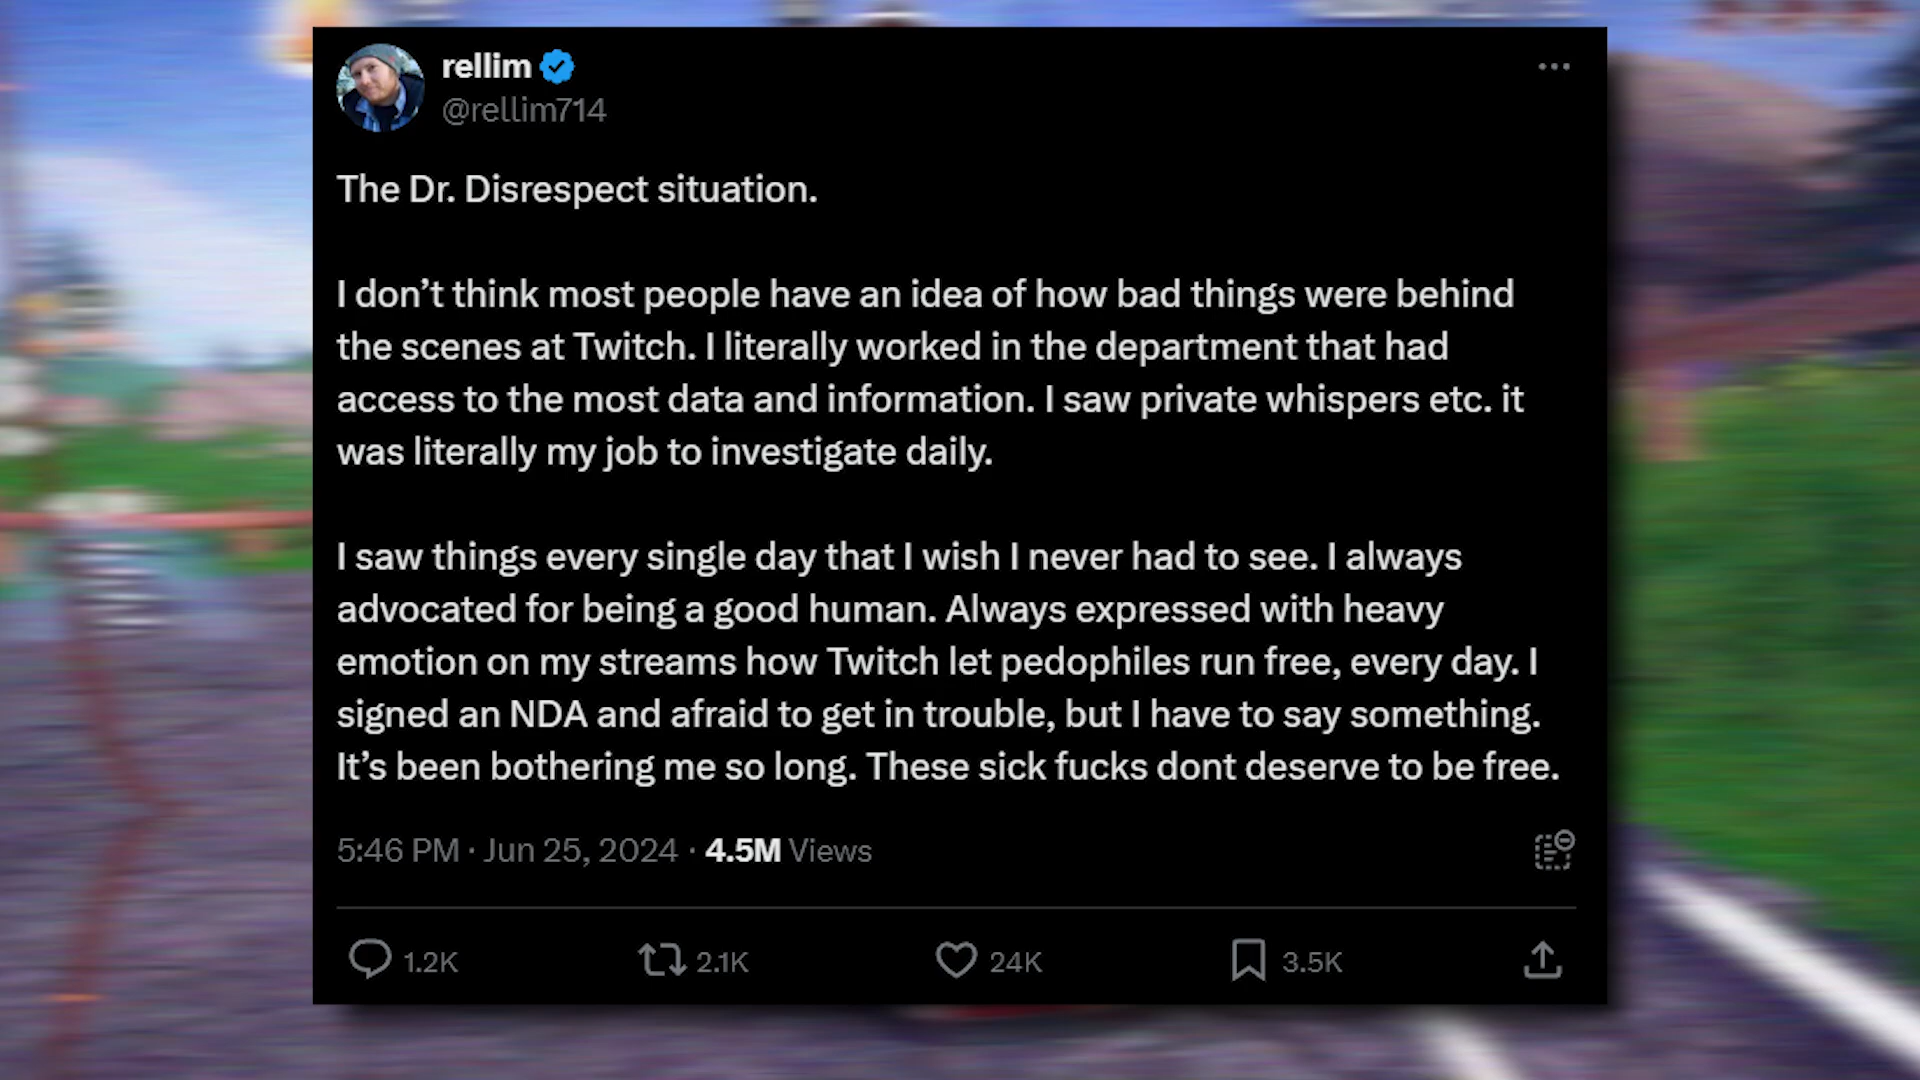 rellim
@rellim714
The Dr. Disrespect situation.
I don’t think most people have an idea of how bad things were behind
the scenes at Twitch. I literally worked in the department that had
access to the most data and information. I saw private whispers etc. it
was literally my job to investigate daily.
I saw things every single day that I wish I never had to see. I always
advocated for being a good human. Always expressed with heavy
emotion on my streams how Twitch let pedophiles run free, every day. I
signed an NDA and afraid to get in trouble, but I have to say something.
It’s been bothering me so long. These sick fucks dont deserve to be free.
5:46 PM · Jun 25, 2024 · 4.5M Views
1.2K 2.1K 24K 3.5K